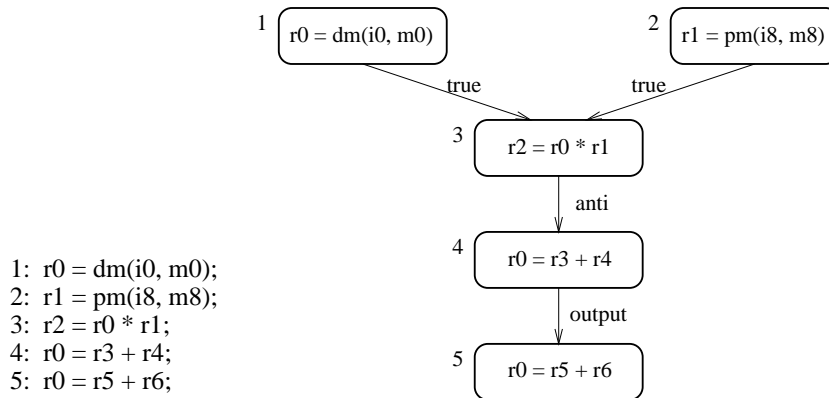 1
r0 = dm(i0, m0)
2
r1 = pm(i8, m8)
true
true
3
r2 = r0 * r1
anti
4
r0 = r3 + r4
output
5
r0 = r5 + r6
1: r0 = dm(i0, m0);
2: r1 = pm(i8, m8);
3: r2 = r0 * r1;
4: r0 = r3 + r4;
5: r0 = r5 + r6;